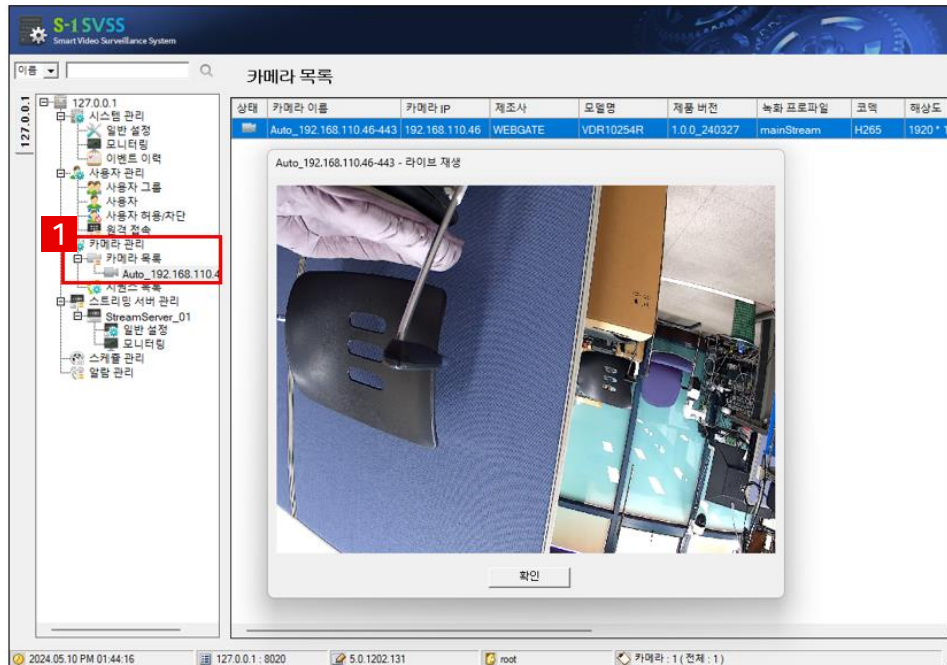 S-1 SVSS
Smart Video Surveillance System
이름
카메라 목록
127.0.0.1
127.0.0.1
시스템 관리
일반 설정
모니터링
이벤트 이력
사용자 관리
사용자 그룹
사용자
사용자 허용/차단
원격 접속
1
카메라 관리
카메라 목록
Auto_192.168.110.4
시퀀스 목록
스트리밍 서버 관리
StreamServer_01
일반 설정
모니터링
스케줄 관리
알람 관리
상태 카메라 이름 카메라 IP 제조사 모델명 제품 버전 녹화 프로파일 코덱 해상도
Auto_192.168.110.46-443 192.168.110.46 WEBGATE VDR10254R 1.0.0_240327 mainStream H265 1920 * 1
Auto_192.168.110.46-443 - 라이브 재생
확인
2024.05.10 PM 01:44:16 127.0.0.1 : 8020 5.0.1202.131 root 카메라 : 1 ( 전체 : 1 )